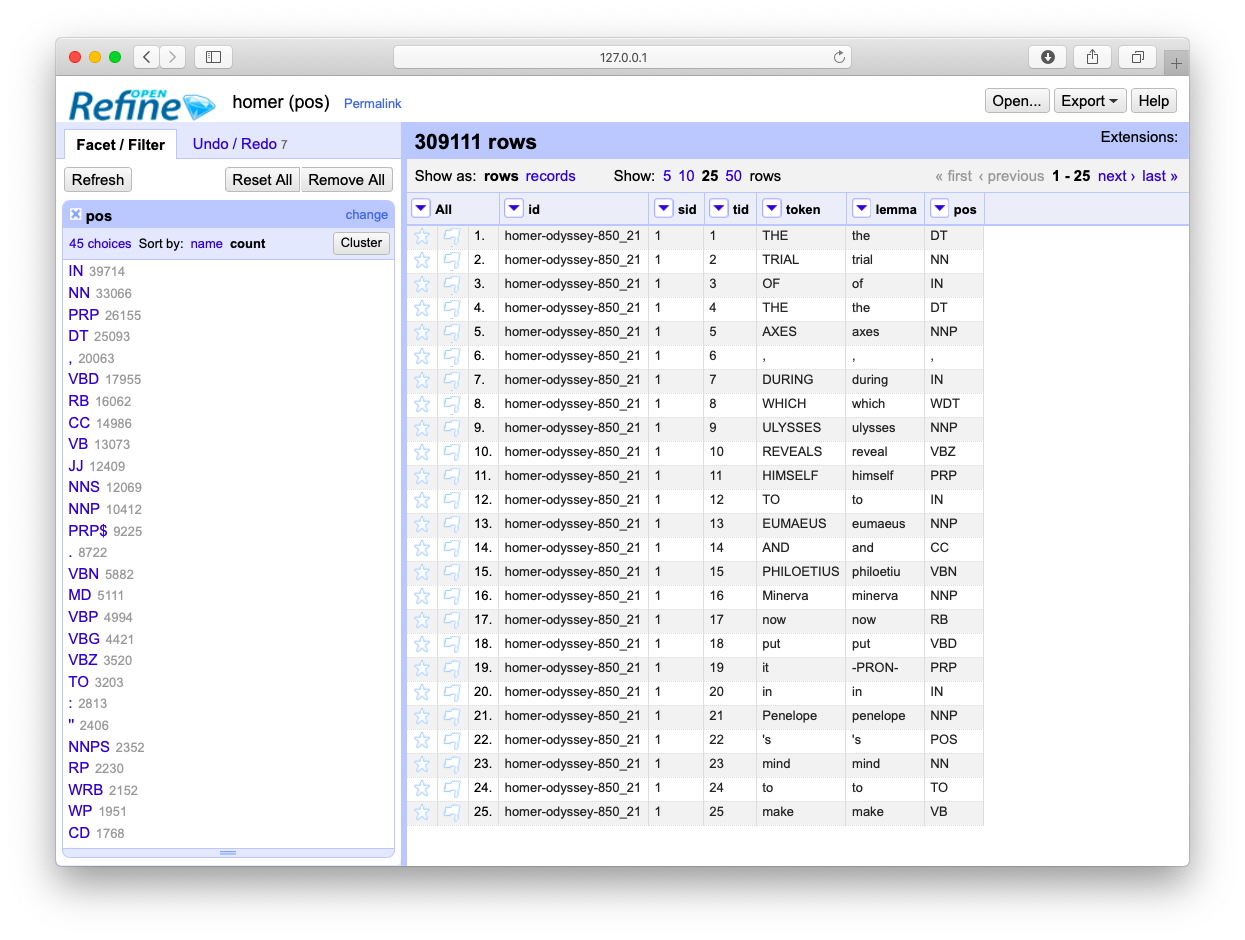 127.0.0.1
OPEN
Refine homer (pos) Permalink Open... Export Help
Facet / Filter Undo / Redo 7
Refresh Reset All Remove All
pos change
45 choices Sort by: name count Cluster
IN 39714
NN 33066
PRP 26155
DT 25093
, 20063
VBD 17955
RB 16062
CC 14986
VB 13073
JJ 12409
NNS 12069
NNP 10412
PRP$ 9225
. 8722
VBN 5882
MD 5111
VBP 4994
VBG 4421
VBZ 3520
TO 3203
: 2813
" 2406
NNPS 2352
RP 2230
WRB 2152
WP 1951
CD 1768
309111 rows Extensions:
Show as: rows records Show: 5 10 25 50 rows « first ‹ previous 1 - 25 next › last »
All id sid tid token lemma pos
1. homer-odyssey-850_21 1 1 THE the DT
2. homer-odyssey-850_21 1 2 TRIAL trial NN
3. homer-odyssey-850_21 1 3 OF of IN
4. homer-odyssey-850_21 1 4 THE the DT
5. homer-odyssey-850_21 1 5 AXES axes NNP
6. homer-odyssey-850_21 1 6 , , ,
7. homer-odyssey-850_21 1 7 DURING during IN
8. homer-odyssey-850_21 1 8 WHICH which WDT
9. homer-odyssey-850_21 1 9 ULYSSES ulysses NNP
10. homer-odyssey-850_21 1 10 REVEALS reveal VBZ
11. homer-odyssey-850_21 1 11 HIMSELF himself PRP
12. homer-odyssey-850_21 1 12 TO to IN
13. homer-odyssey-850_21 1 13 EUMAEUS eumaeus NNP
14. homer-odyssey-850_21 1 14 AND and CC
15. homer-odyssey-850_21 1 15 PHILOETIUS philoetiu VBN
16. homer-odyssey-850_21 1 16 Minerva minerva NNP
17. homer-odyssey-850_21 1 17 now now RB
18. homer-odyssey-850_21 1 18 put put VBD
19. homer-odyssey-850_21 1 19 it -PRON- PRP
20. homer-odyssey-850_21 1 20 in in IN
21. homer-odyssey-850_21 1 21 Penelope penelope NNP
22. homer-odyssey-850_21 1 22 's 's POS
23. homer-odyssey-850_21 1 23 mind mind NN
24. homer-odyssey-850_21 1 24 to to TO
25. homer-odyssey-850_21 1 25 make make VB